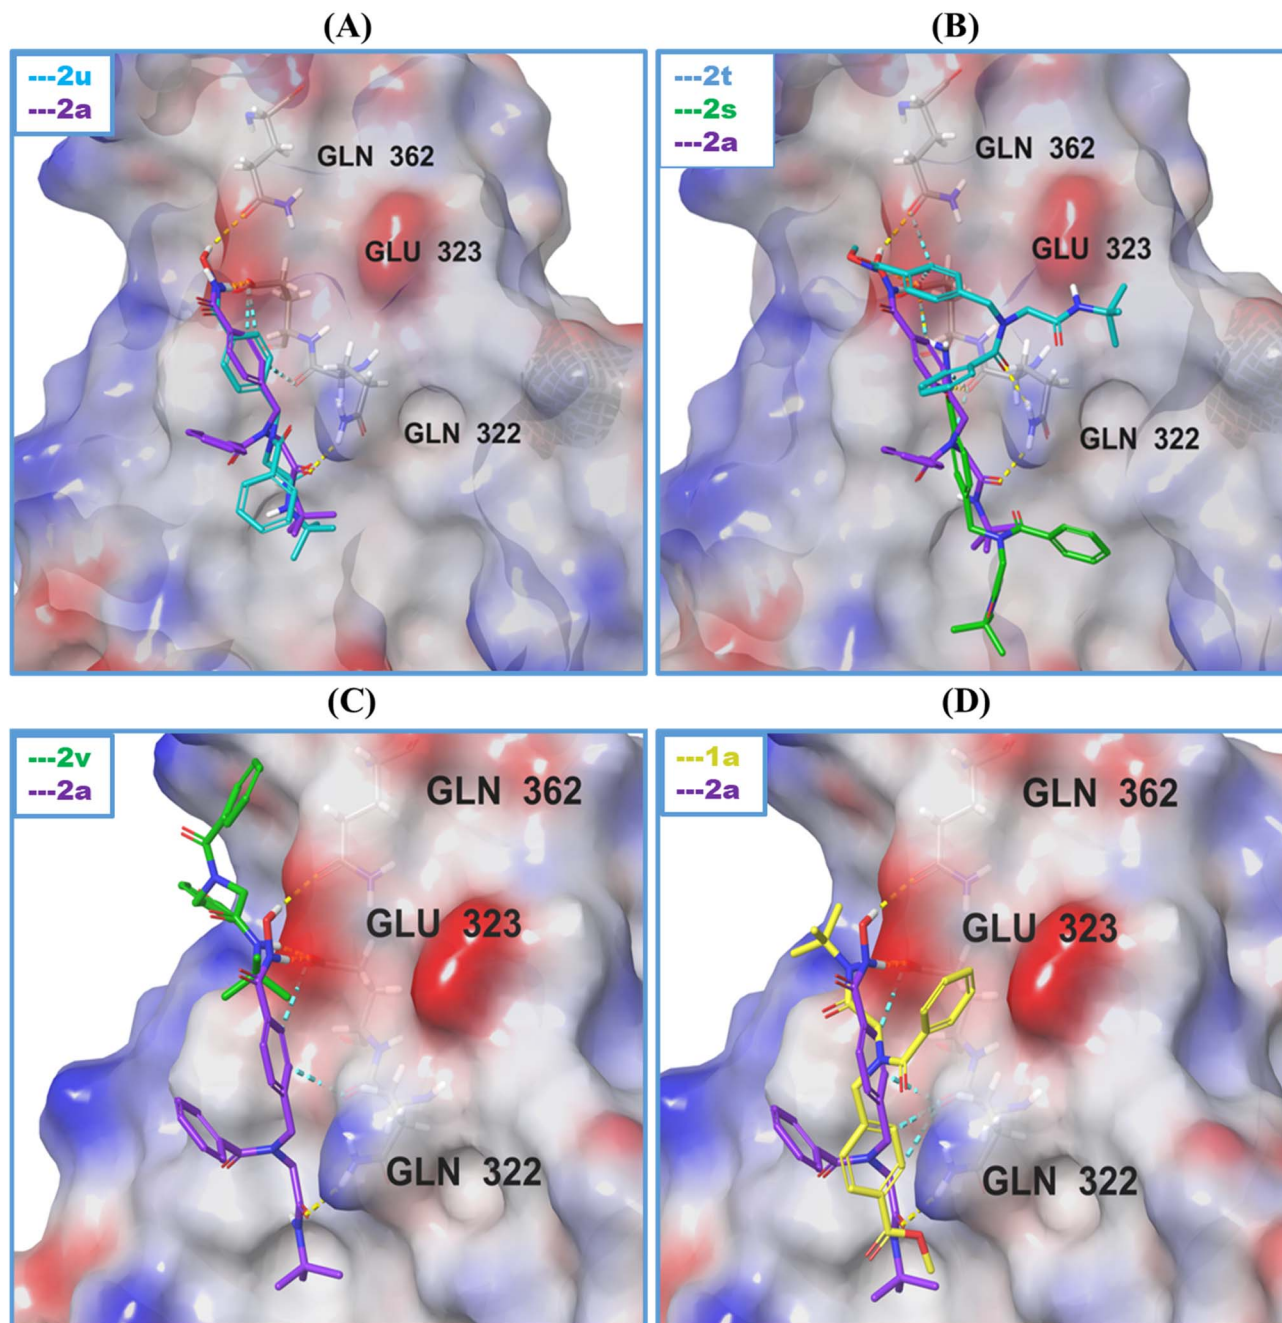 (A)
---2u
---2a
GLN 362
GLU 323
GLN 322
(B)
---2t
---2s
---2a
GLN 362
GLU 323
GLN 322
(C)
---2v
---2a
GLN 362
GLU 323
GLN 322
(D)
---1a
---2a
GLN 362
GLU 323
GLN 322